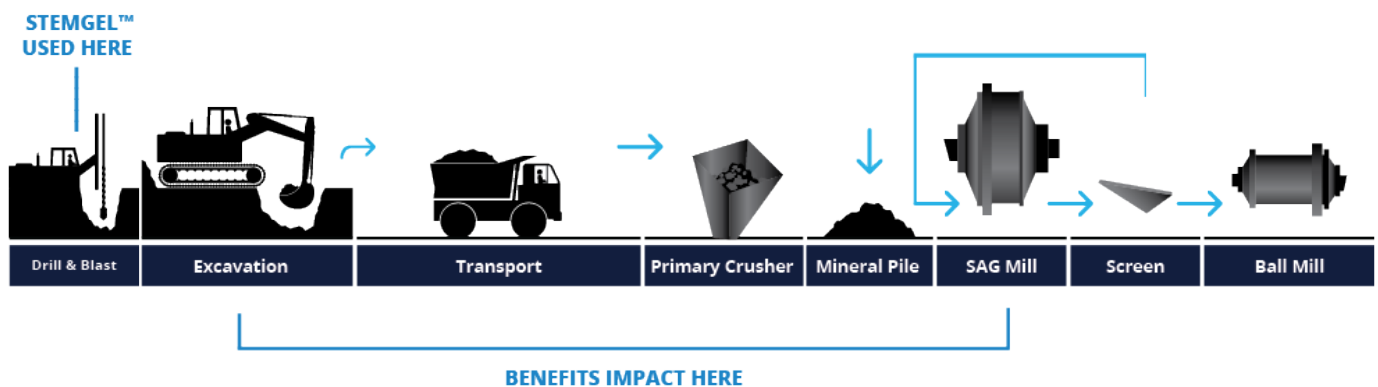 STEMGEL™
USED HERE
Drill & Blast
Excavation
Transport
Primary Crusher
Mineral Pile
SAG Mill
Screen
Ball Mill
BENEFITS IMPACT HERE